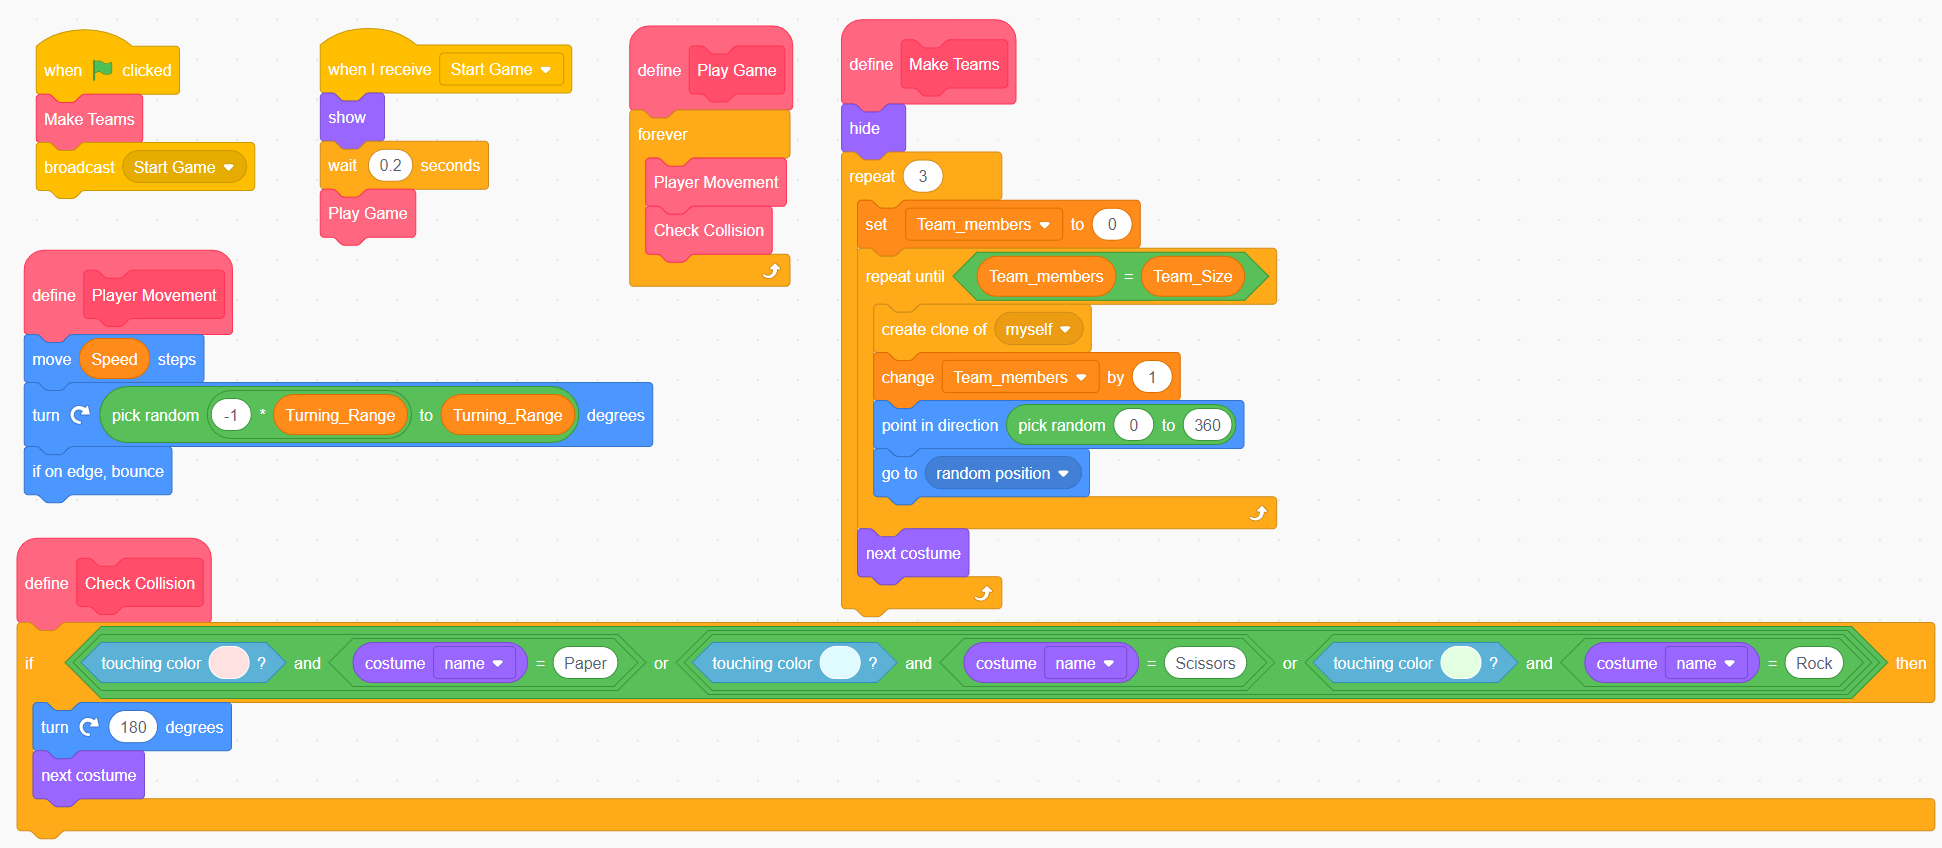 when clicked
Make Teams
broadcast Start Game
when I receive Start Game
show
wait 0.2 seconds
Play Game
define Play Game
forever
Player Movement
Check Collision
define Make Teams
hide
repeat 3
set Team_members to 0
repeat until Team_members = Team_Size
create clone of myself
change Team_members by 1
point in direction pick random 0 to 360
go to random position
next costume
define Player Movement
move Speed steps
turn pick random -1 * Turning_Range to Turning_Range degrees
if on edge, bounce
define Check Collision
if touching color ? and costume name = Paper or touching color ? and costume name = Scissors or touching color ? and costume name = Rock then
turn 180 degrees
next costume